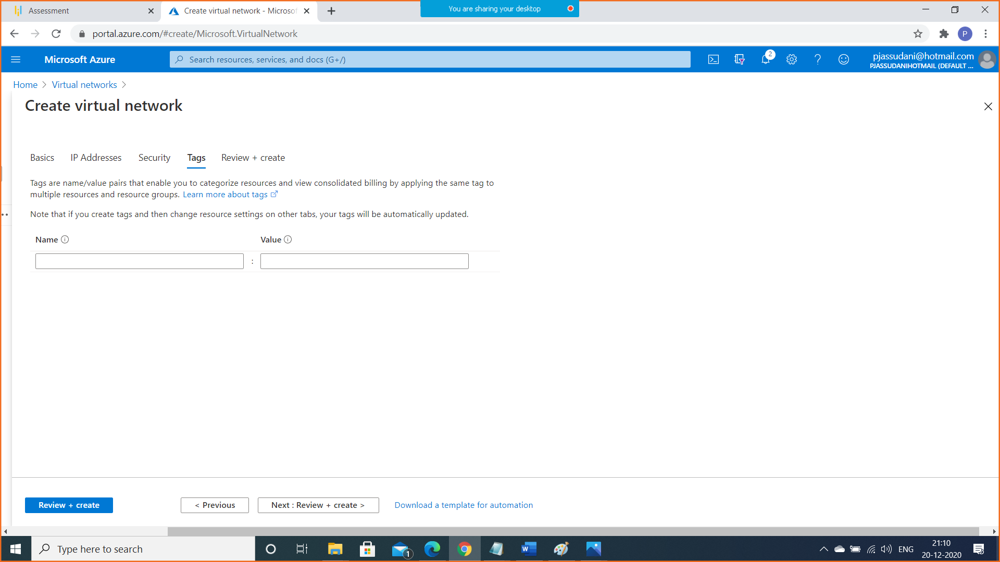 Assessment
Create virtual network - Microsof
You are sharing your desktop
portal.azure.com/#create/Microsoft.VirtualNetwork
P
Microsoft Azure
Search resources, services, and docs (G+/)
2
pjassudani@hotmail.com
PJASSUDANIHOTMAIL (DEFAULT ...
Home > Virtual networks >
Create virtual network
Basics
IP Addresses
Security
Tags
Review + create
Tags are name/value pairs that enable you to categorize resources and view consolidated billing by applying the same tag to
multiple resources and resource groups. Learn more about tags
Note that if you create tags and then change resource settings on other tabs, your tags will be automatically updated.
Name
Value
:
Review + create
< Previous
Next : Review + create >
Download a template for automation
Type here to search
1
ENG
21:10
20-12-2020